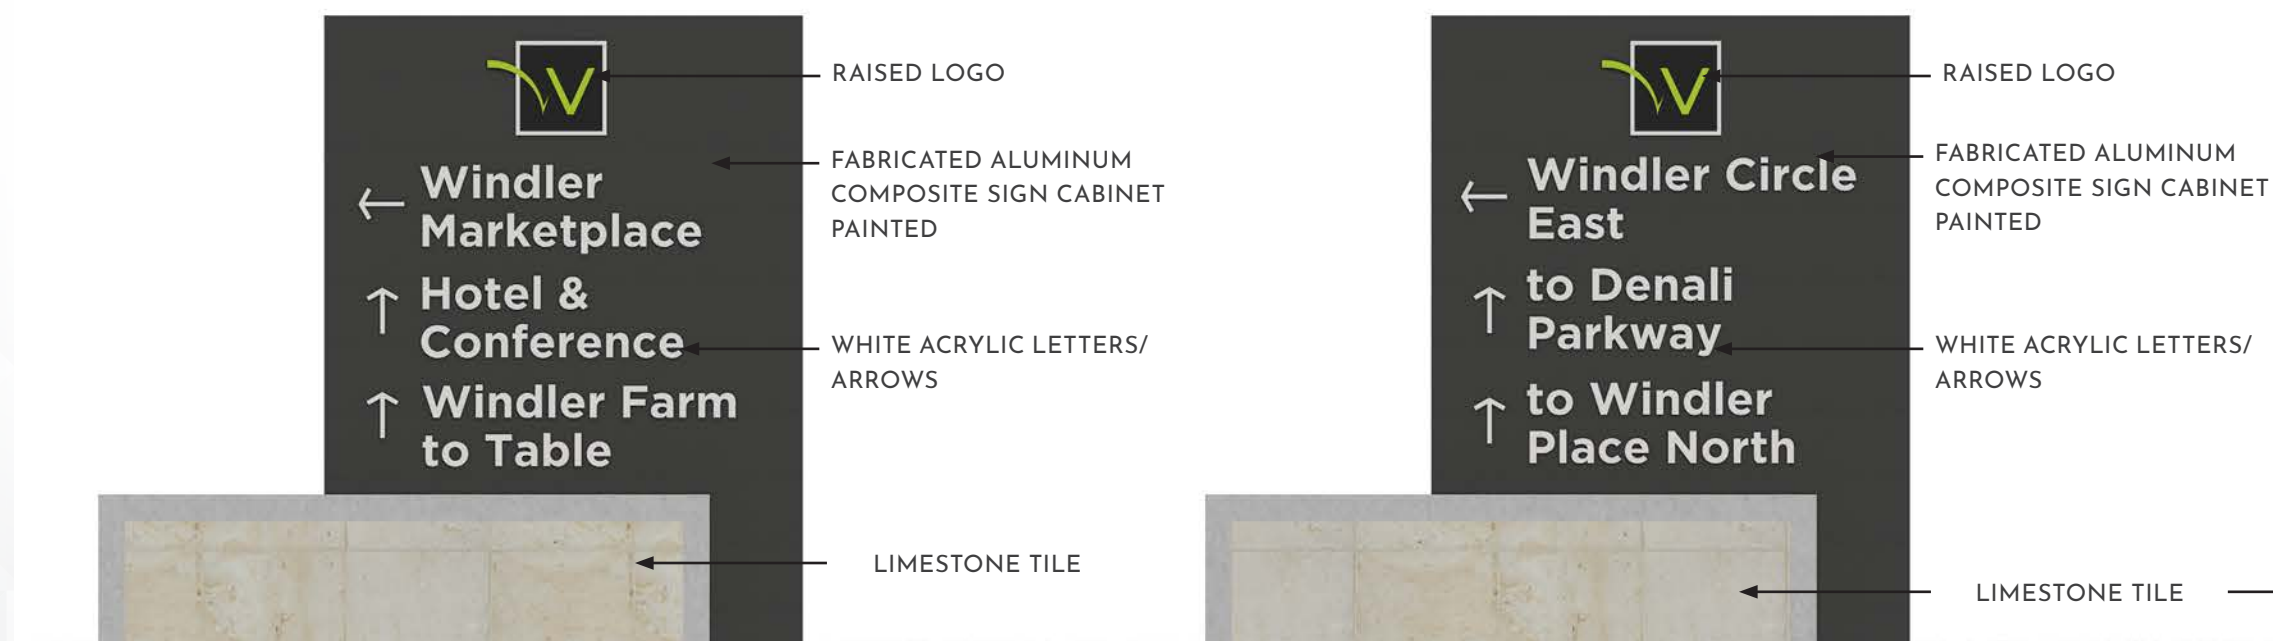 Windler
Marketplace
Hotel &
Conference
Windler Farm
to Table
RAISED LOGO
FABRICATED ALUMINUM
COMPOSITE SIGN CABINET
PAINTED
WHITE ACRYLIC LETTERS/
ARROWS
LIMESTONE TILE
Windler Circle
East
to Denali
Parkway
to Windler
Place North
RAISED LOGO
FABRICATED ALUMINUM
COMPOSITE SIGN CABINET
PAINTED
WHITE ACRYLIC LETTERS/
ARROWS
LIMESTONE TILE